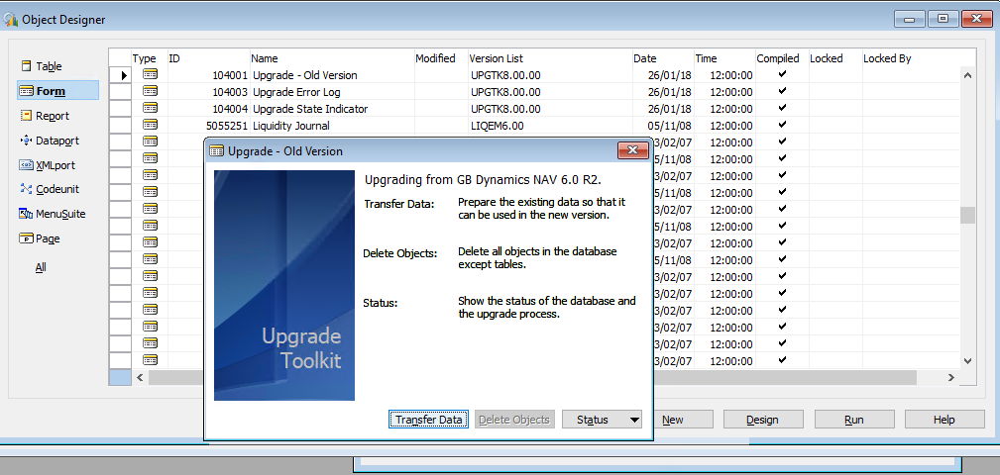 Object Designer
Type ID Name Modified Version List Date Time Compiled Locked Locked By
Table
Form
Report
Dataport
XMLport
Codeunit
MenuSuite
Page
All
104001 Upgrade - Old Version UPGTK8.00.00 26/01/18 12:00:00
104003 Upgrade Error Log UPGTK8.00.00 26/01/18 12:00:00
104004 Upgrade State Indicator UPGTK8.00.00 26/01/18 12:00:00
5055251 Liquidity Journal LIQEM6.00 05/11/08 12:00:00
3/02/07 12:00:00
5/11/08 12:00:00
3/02/07 12:00:00
5/11/08 12:00:00
3/02/07 12:00:00
5/11/08 12:00:00
3/02/07 12:00:00
5/11/08 12:00:00
3/02/07 12:00:00
3/02/07 12:00:00
3/02/07 12:00:00
3/02/07 12:00:00
3/02/07 12:00:00
3/02/07 12:00:00
Upgrade - Old Version
Upgrading from GB Dynamics NAV 6.0 R2.
Transfer Data: Prepare the existing data so that it
can be used in the new version.
Delete Objects: Delete all objects in the database
except tables.
Status: Show the status of the database and
the upgrade process.
Upgrade
Toolkit
Transfer Data Delete Objects Status
New Design Run Help